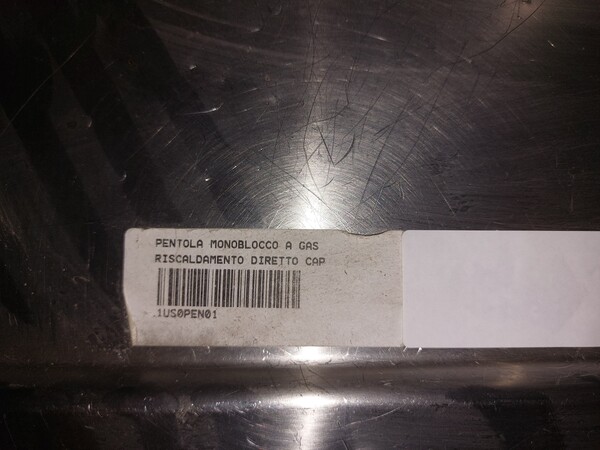 PENTOLA MONOBLOCCO A GAS
RISCALDAMENTO DIRETTO CAP
1US0PEN01